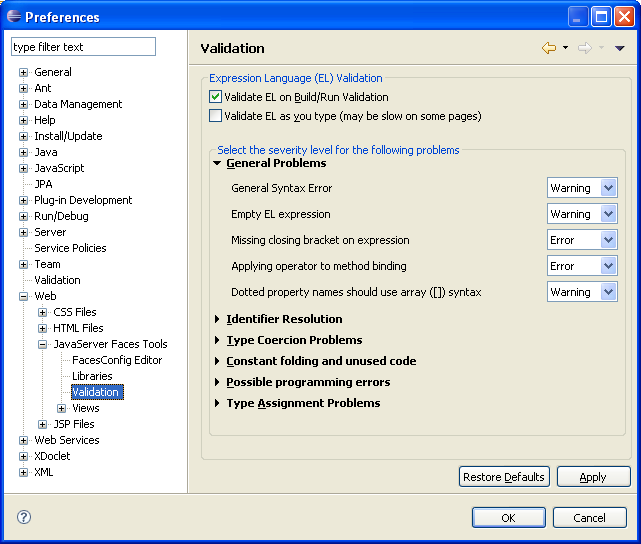 Preferences
type filter text
General
Ant
Data Management
Help
Install/Update
Java
JavaScript
JPA
Plug-in Development
Run/Debug
Server
Service Policies
Team
Validation
Web
CSS Files
HTML Files
JavaServer Faces Tools
FacesConfig Editor
Libraries
Validation
Views
JSP Files
Web Services
XDoclet
XML
Validation
Expression Language (EL) Validation
Validate EL on Build/Run Validation
Validate EL as you type (may be slow on some pages)
Select the severity level for the following problems
General Problems
General Syntax Error Warning
Empty EL expression Warning
Missing closing bracket on expression Error
Applying operator to method binding Error
Dotted property names should use array ([]) syntax Warning
Identifier Resolution
Type Coercion Problems
Constant folding and unused code
Possible programming errors
Type Assignment Problems
Restore Defaults Apply
? OK Cancel